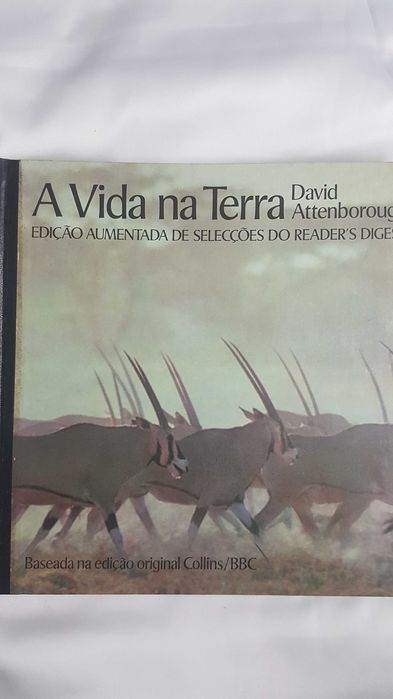 A Vida na Terra David
Attenboroug
EDIÇÃO AUMENTADA DE SELECÇÕES DO READER'S DIGES
Baseada na edição original Collins/BBC